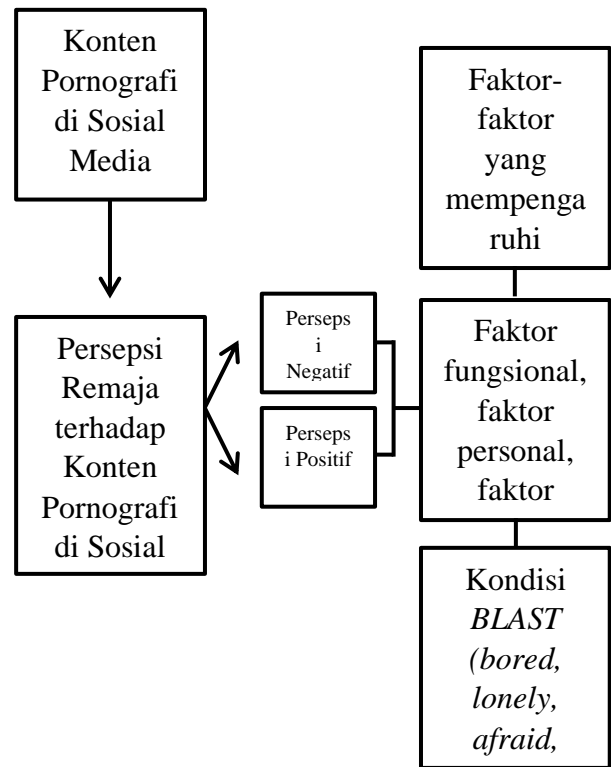 Konten
Pornografi
di Sosial
Media
Faktor-
faktor
yang
mempenga
ruhi
Persepsi
Remaja
terhadap
Konten
Pornografi
di Sosial
Perseps
i
Negatif
Perseps
i Positif
Faktor
fungsional,
faktor
personal,
faktor
Kondisi
BLAST
(bored,
lonely,
afraid,